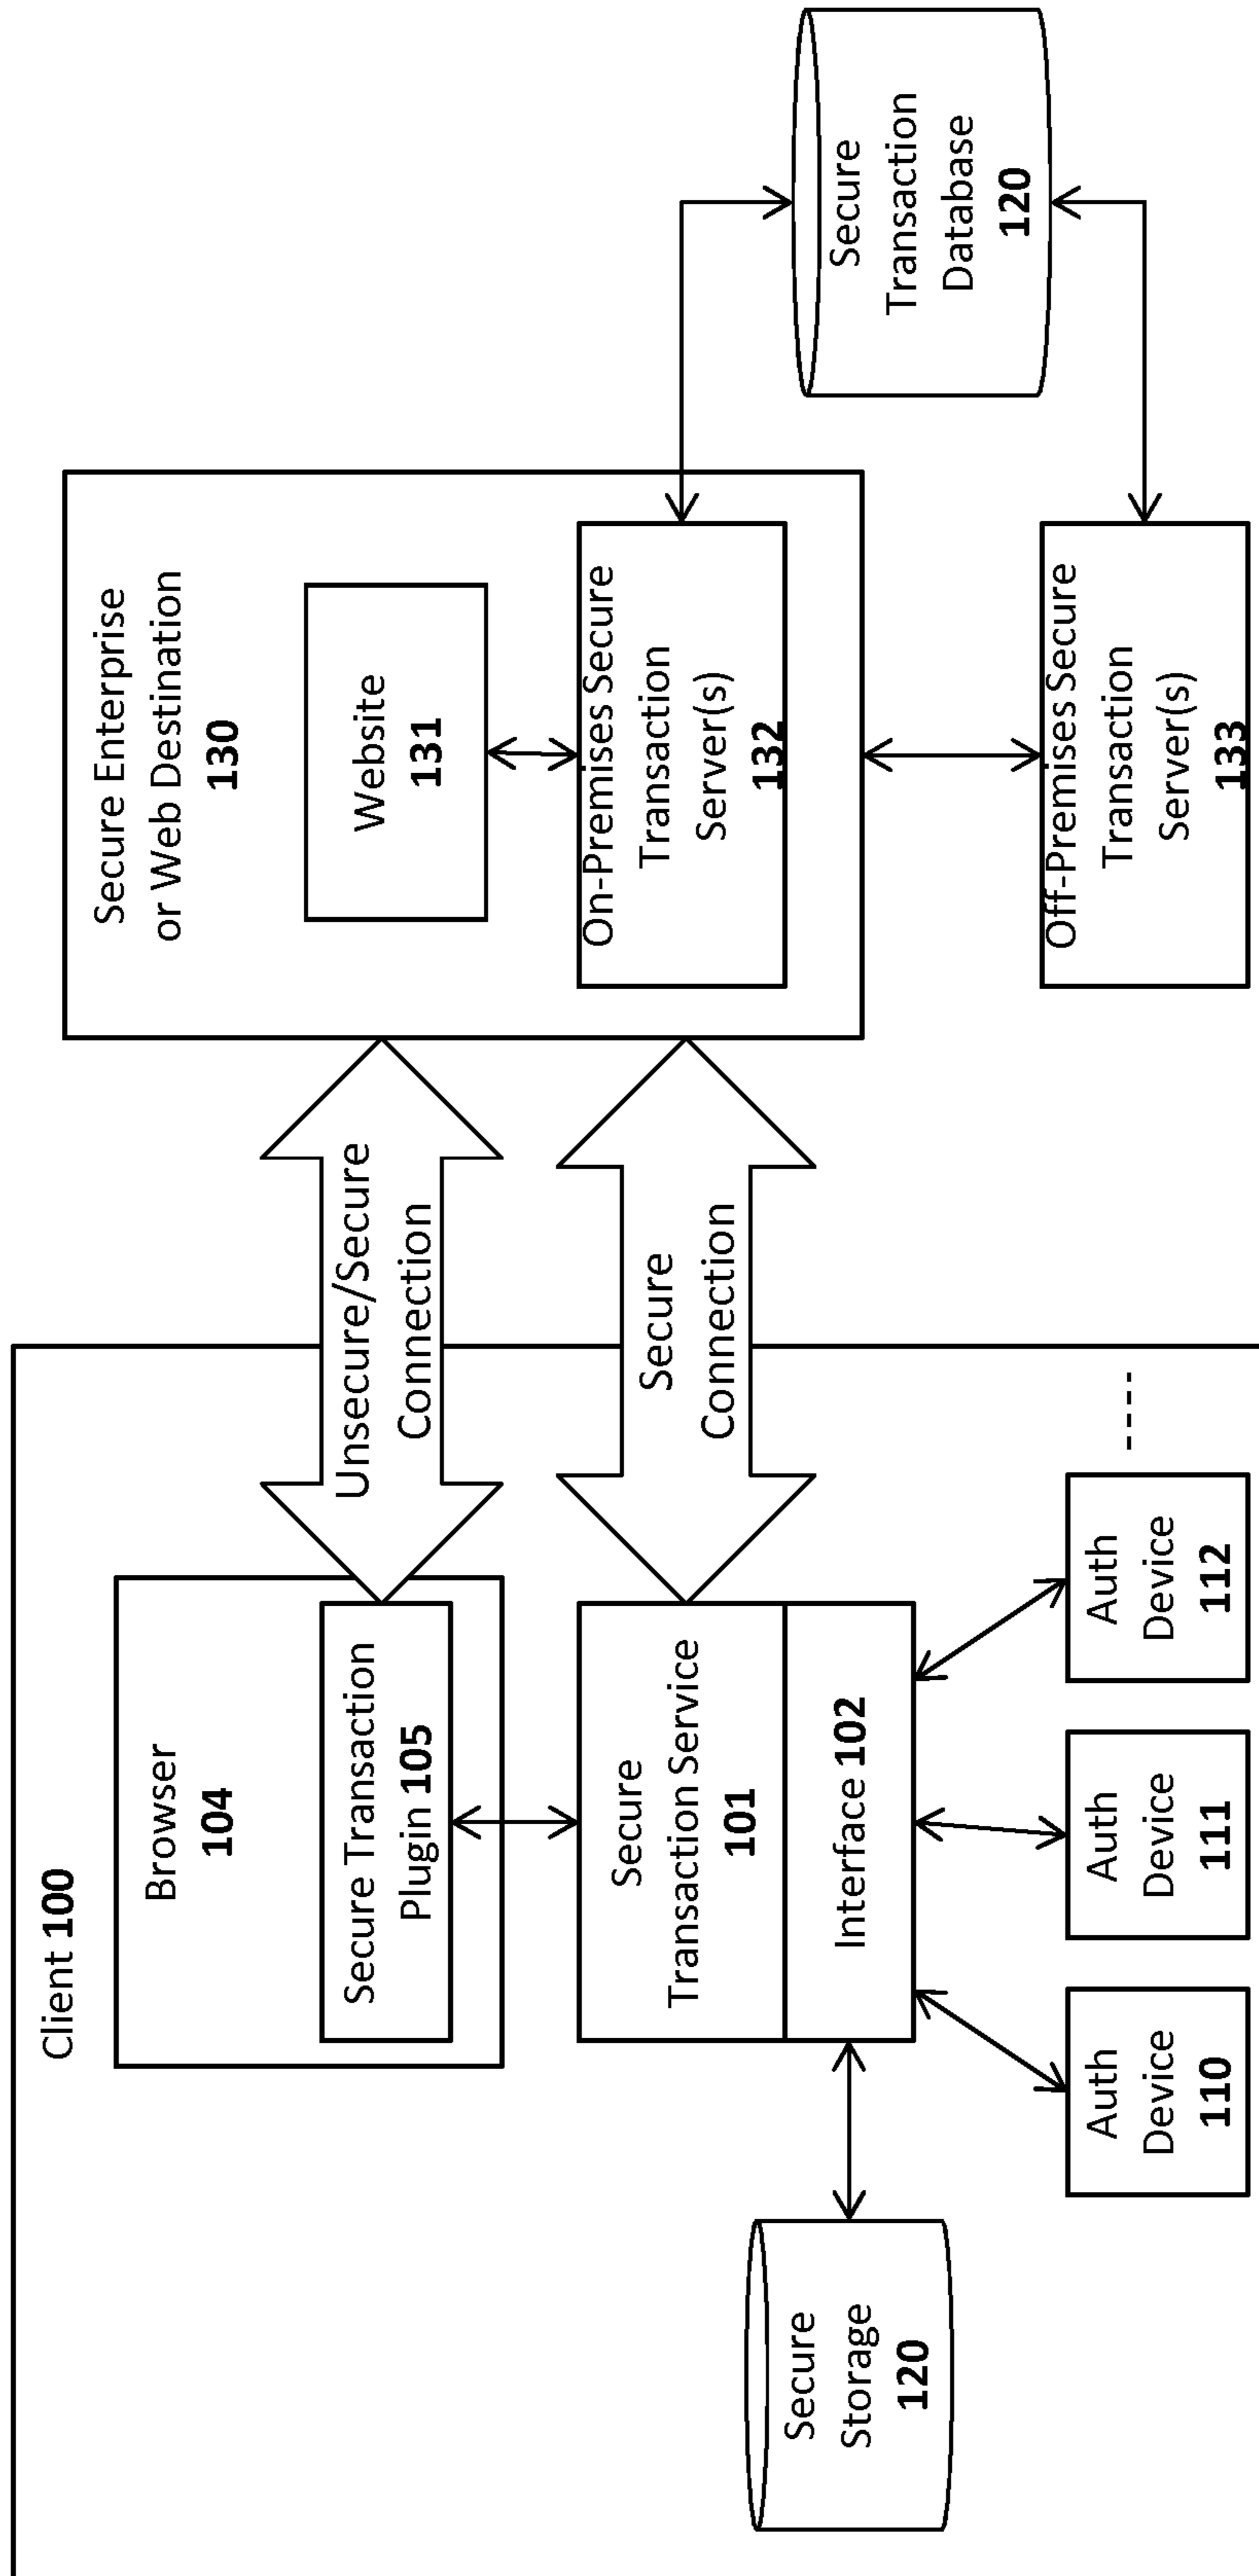 Client 100
Browser
104
Secure Transaction
Plugin 105
Secure
Transaction Service
101
Interface 102
Secure
Storage
120
Auth
Device
110
Auth
Device
111
Auth
Device
112
Unsecure/Secure
Connection
Secure
Connection
Secure Enterprise
or Web Destination
130
Website
131
On-Premises Secure
Transaction
Server(s)
132
Off-Premises Secure
Transaction
Server(s)
133
Secure
Transaction
Database
120